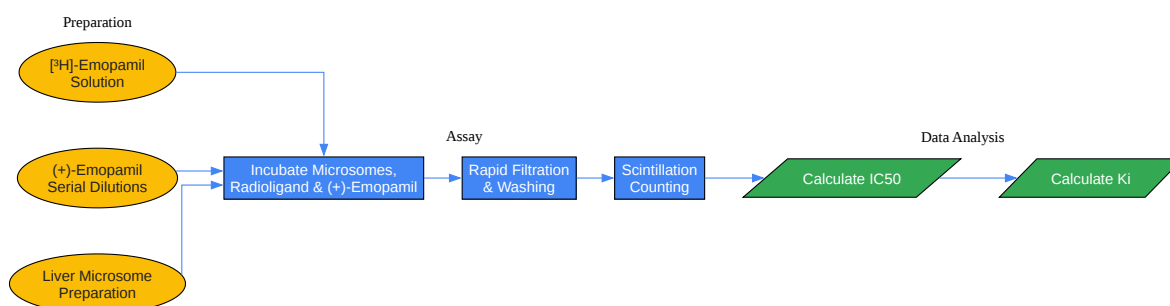 Preparation
[³H]-Emopamil
Solution
(+)-Emopamil
Serial Dilutions
Liver Microsome
Preparation
Assay
Incubate Microsomes,
Radioligand & (+)-Emopamil
Rapid Filtration
& Washing
Scintillation
Counting
Data Analysis
Calculate IC50
Calculate Ki